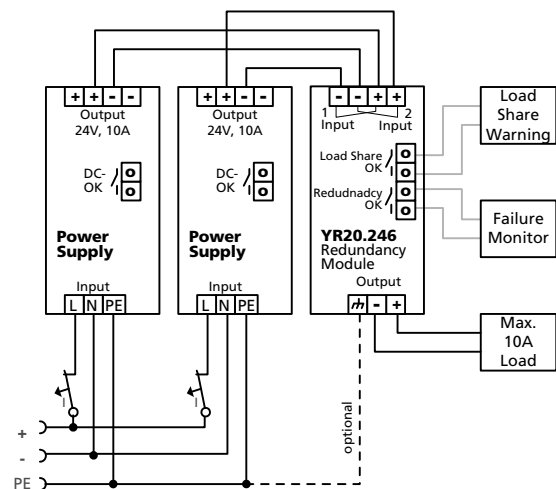 + + - -
Output
24V, 10A
DC-
OK
Power
Supply
Input
L N PE
+ + - -
Output
24V, 10A
DC-
OK
Power
Supply
Input
L N PE
- - + +
1 2
Input Input
Load Share
OK
Redudnadcy
OK
YR20.246
Redundancy
Module
Output
- +
Load
Share
Warning
Failure
Monitor
Max.
10A
Load
I
I
optional
+
-
PE